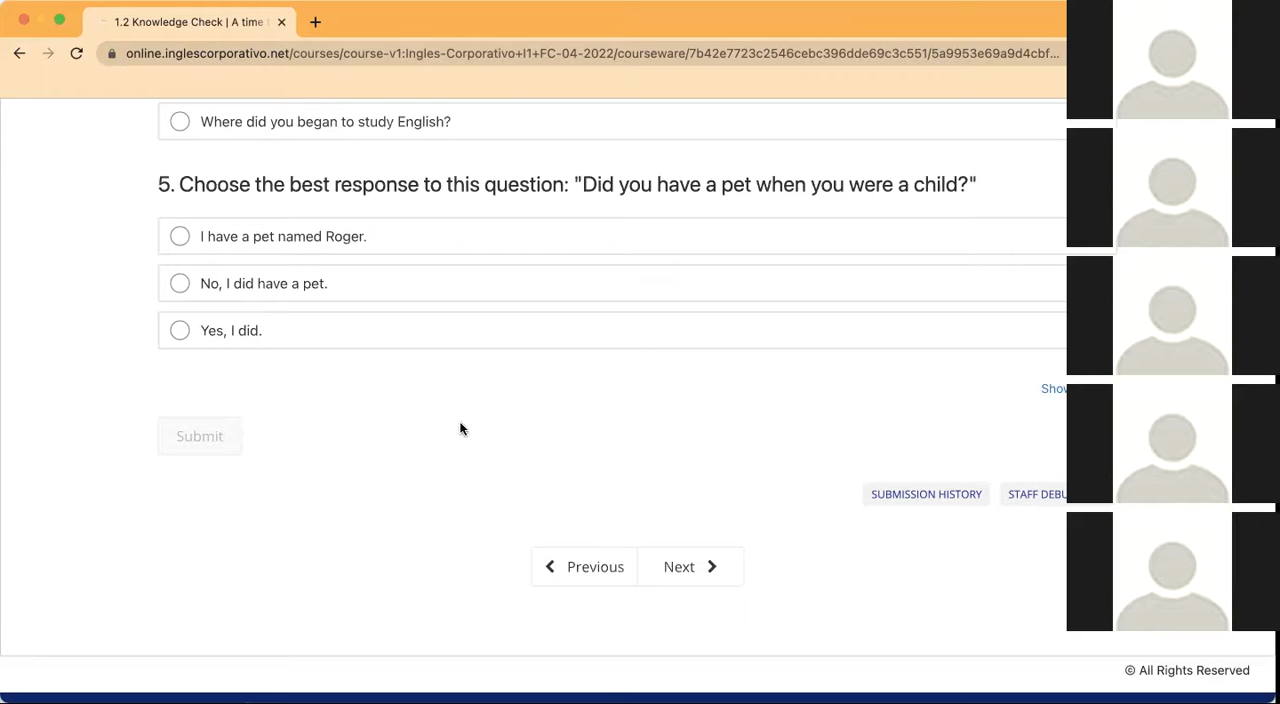 1.2 Knowledge Check | A time
online.inglescorporativo.net/courses/course-v1:Ingles-Corporativo+I1+FC-04-2022/courseware/7b42e7723c2546cebc396dde69c3c551/5a9953e69a9d4cbf...
Where did you began to study English?
5. Choose the best response to this question: "Did you have a pet when you were a child?"
I have a pet named Roger.
No, I did have a pet.
Yes, I did.
Show
Submit
SUBMISSION HISTORY STAFF DEBU
Previous Next
© All Rights Reserved